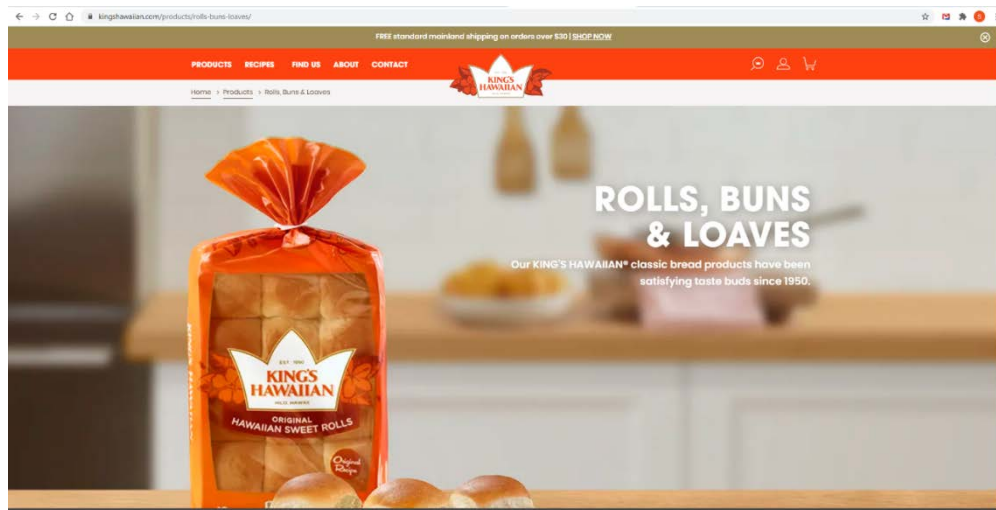 kingshawaiian.com/products/rolls-buns-loaves/
FREE standard mainland shipping on orders over $30 | SHOP NOW
PRODUCTS RECIPES FIND US ABOUT CONTACT
KING'S
HAWAIIAN
Home > Products > Rolls, Buns & Loaves
ROLLS, BUNS
& LOAVES
Our KING'S HAWAIIAN® classic bread products have been
satisfying taste buds since 1950.
EST. 1950
KING'S
HAWAIIAN
HILO, HAWAII
ORIGINAL
HAWAIIAN SWEET ROLLS
Original
Recipe